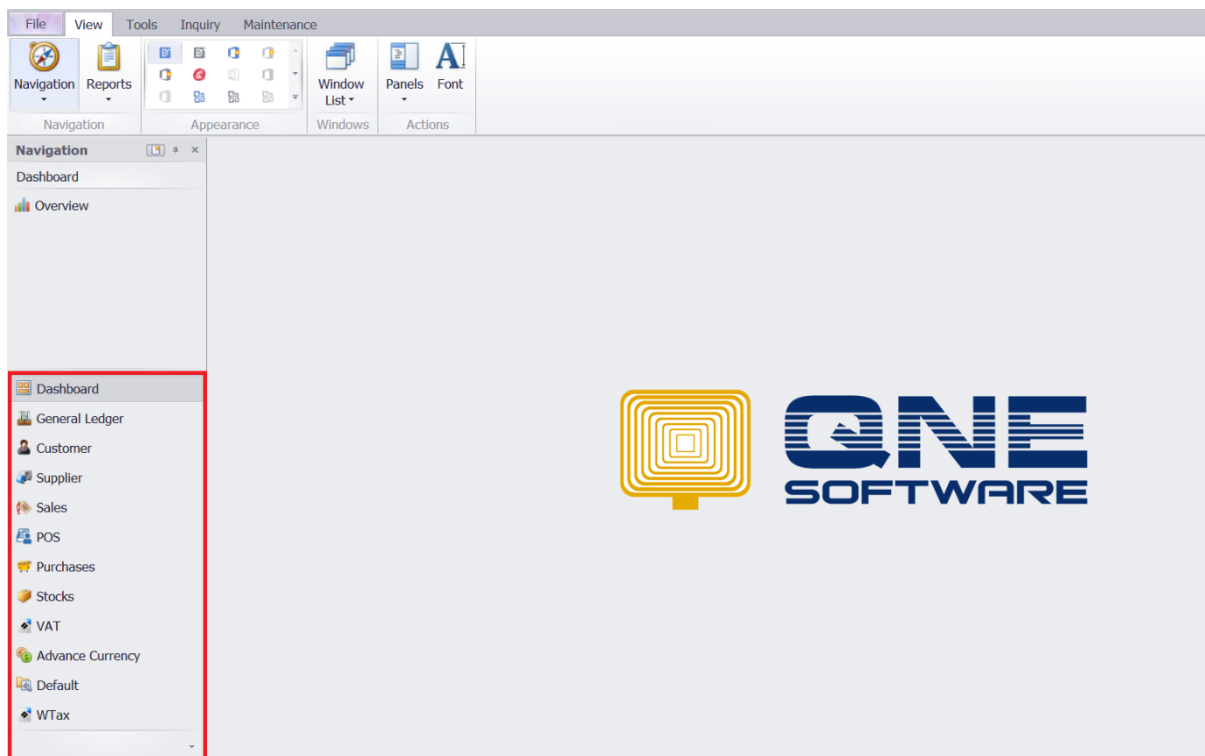 File View Tools Inquiry Maintenance
Navigation Reports Window List Panels Font
Navigation Appearance Windows Actions
Navigation
Dashboard
Overview
Dashboard
General Ledger
Customer
Supplier
Sales
POS
Purchases
Stocks
VAT
Advance Currency
Default
WTax
QNE
SOFTWARE